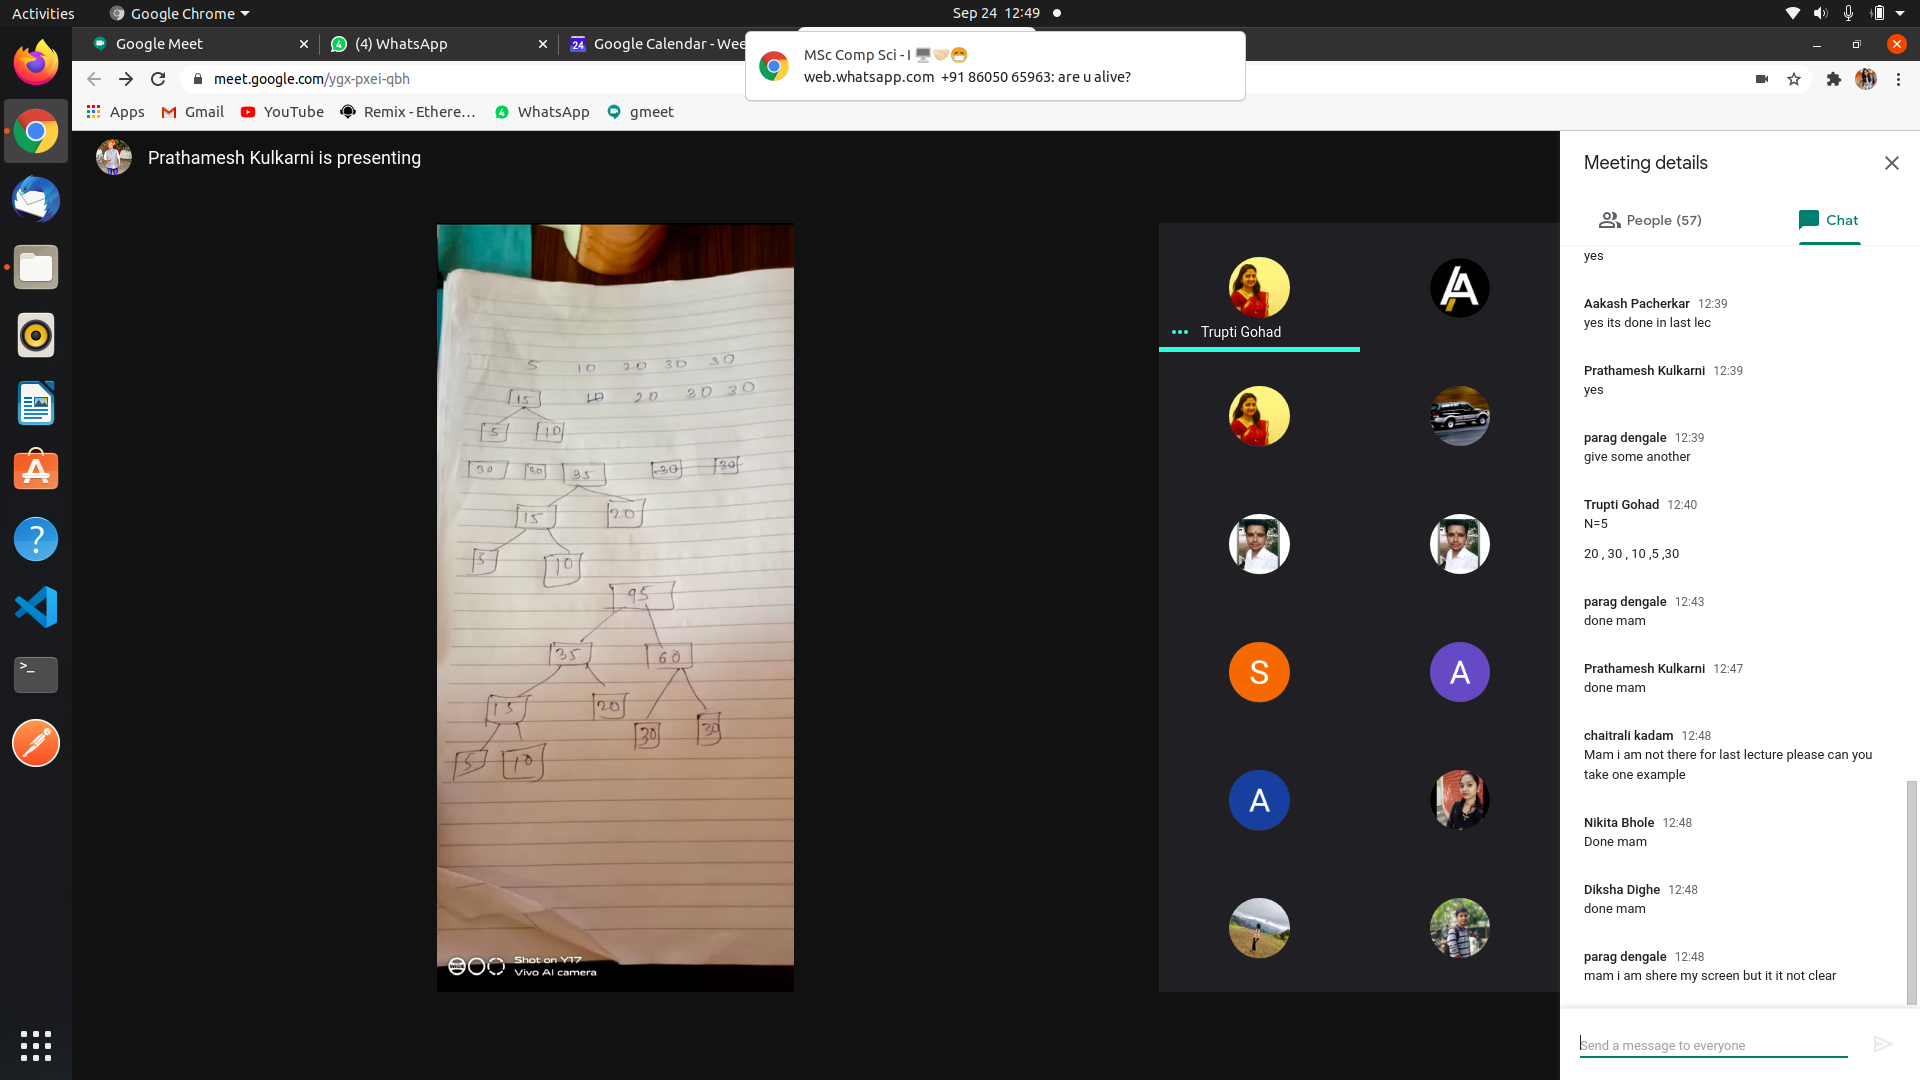 Activities
Google Chrome
Sep 24 12:49
Google Meet
(4) WhatsApp
24
Google Calendar - Wee
MSc Comp Sci - I 🖥️🤝🏻😷
web.whatsapp.com +91 86050 65963: are u alive?
meet.google.com/ygx-pxei-qbh
Apps
Gmail
YouTube
Remix - Ethere...
4
WhatsApp
gmeet
Prathamesh Kulkarni is presenting
5 10 20 30 30
15 20 30 30
5 10
30 20 35 30 30
15 20
5 10
95
35 60
15 20 30 30
5 10
Shot on Y17
Vivo AI camera
Trupti Gohad
S
A
A
Meeting details
People (57)
Chat
yes
Aakash Pacherkar 12:39
yes its done in last lec
Prathamesh Kulkarni 12:39
yes
parag dengale 12:39
give some another
Trupti Gohad 12:40
N=5
20 , 30 , 10 ,5 ,30
parag dengale 12:43
done mam
Prathamesh Kulkarni 12:47
done mam
chaitrali kadam 12:48
Mam i am not there for last lecture please can you
take one example
Nikita Bhole 12:48
Done mam
Diksha Dighe 12:48
done mam
parag dengale 12:48
mam i am shere my screen but it it not clear
Send a message to everyone